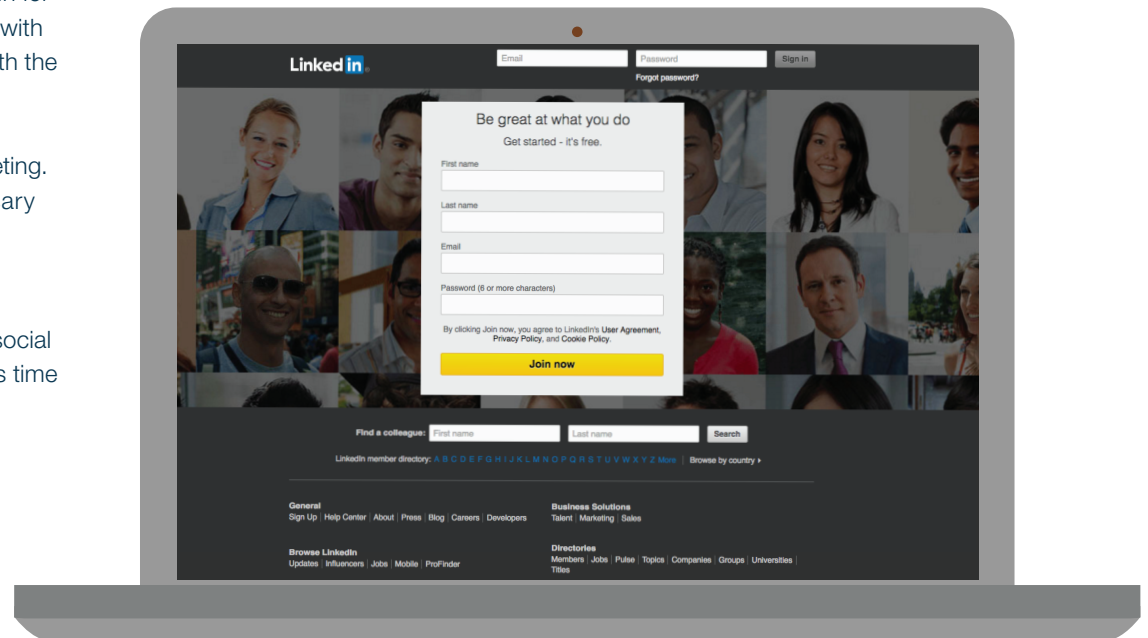 with
th the
eting.
ary
social
s time
Linked in
Email
Password
Sign in
Forgot password?
Be great at what you do
Get started - it's free.
First name
Last name
Email
Password (6 or more characters)
By clicking Join now, you agree to LinkedIn's User Agreement,
Privacy Policy, and Cookie Policy.
Join now
Find a colleague: First name Last name Search
LinkedIn member directory: A B C D E F G H I J K L M N O P Q R S T U V W X Y Z More | Browse by country
General
Sign Up | Help Center | About | Press | Blog | Careers | Developers
Business Solutions
Talent | Marketing | Sales
Browse LinkedIn
Updates | Influencers | Jobs | Mobile | ProFinder
Directories
Members | Jobs | Pulse | Topics | Companies | Groups | Universities |
Titles